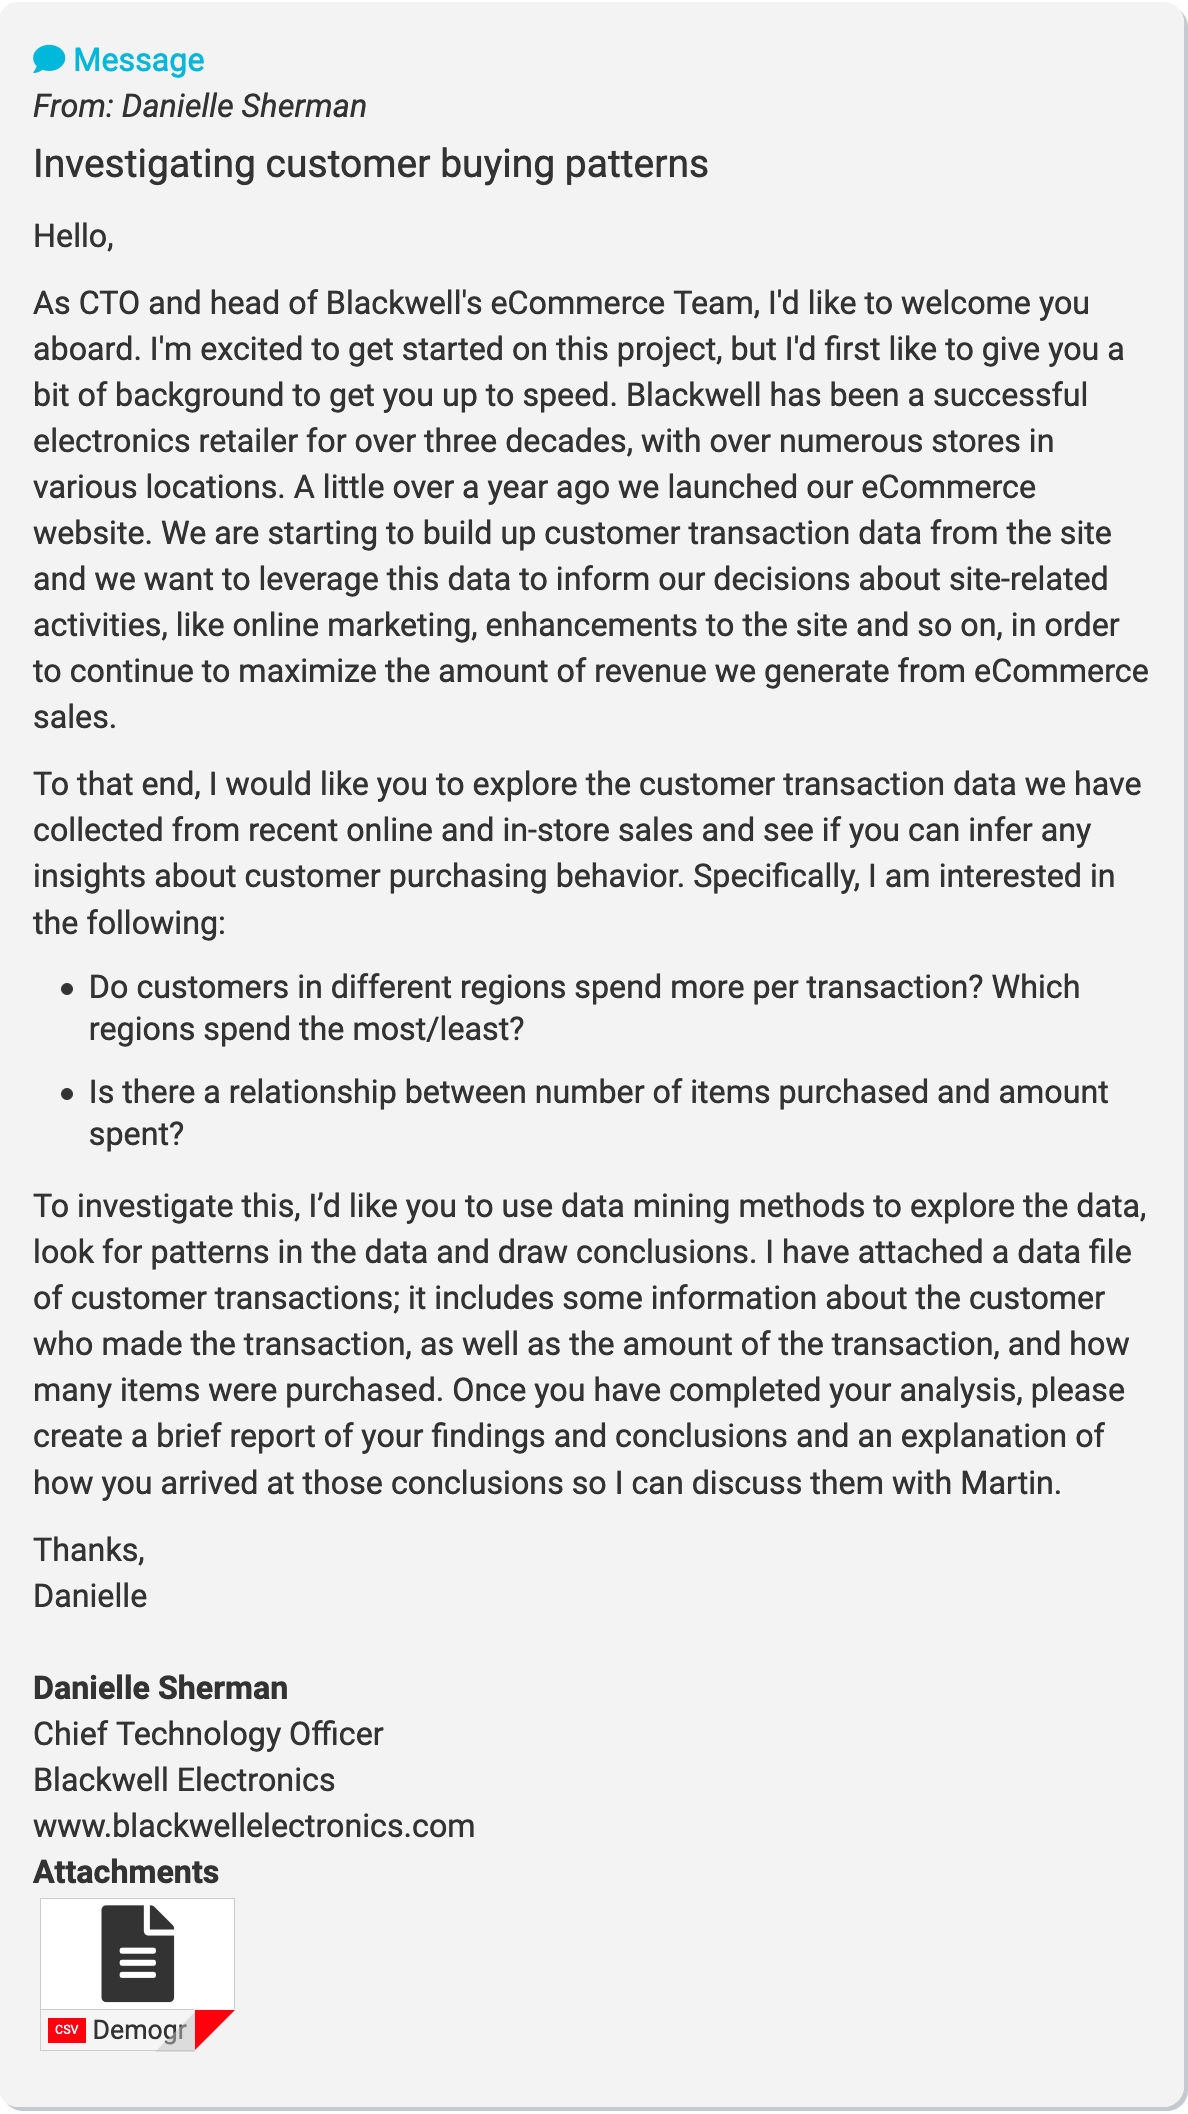 Message
From: Danielle Sherman
Investigating customer buying patterns
Hello,
As CTO and head of Blackwell's eCommerce Team, I'd like to welcome you
aboard. I'm excited to get started on this project, but I'd first like to give you a
bit of background to get you up to speed. Blackwell has been a successful
electronics retailer for over three decades, with over numerous stores in
various locations. A little over a year ago we launched our eCommerce
website. We are starting to build up customer transaction data from the site
and we want to leverage this data to inform our decisions about site-related
activities, like online marketing, enhancements to the site and so on, in order
to continue to maximize the amount of revenue we generate from eCommerce
sales.
To that end, I would like you to explore the customer transaction data we have
collected from recent online and in-store sales and see if you can infer any
insights about customer purchasing behavior. Specifically, I am interested in
the following:
• Do customers in different regions spend more per transaction? Which
regions spend the most/least?
• Is there a relationship between number of items purchased and amount
spent?
To investigate this, I’d like you to use data mining methods to explore the data,
look for patterns in the data and draw conclusions. I have attached a data file
of customer transactions; it includes some information about the customer
who made the transaction, as well as the amount of the transaction, and how
many items were purchased. Once you have completed your analysis, please
create a brief report of your findings and conclusions and an explanation of
how you arrived at those conclusions so I can discuss them with Martin.
Thanks,
Danielle
Danielle Sherman
Chief Technology Officer
Blackwell Electronics
www.blackwellelectronics.com
Attachments
CSV Demogr